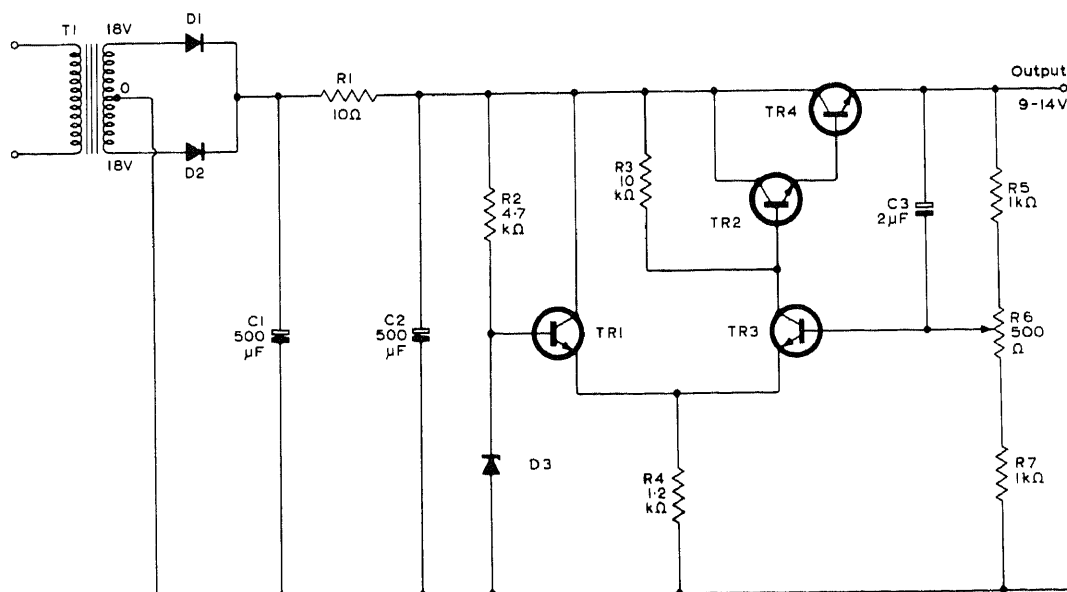 T1
18V
O
18V
D1
D2
R1
10Ω
C1
500
µF
C2
500
µF
R2
4·7
kΩ
D3
TR1
R3
10
kΩ
TR2
TR3
TR4
R4
1·2
kΩ
C3
2µF
Output
9-14V
R5
1kΩ
R6
500
Ω
R7
1kΩ